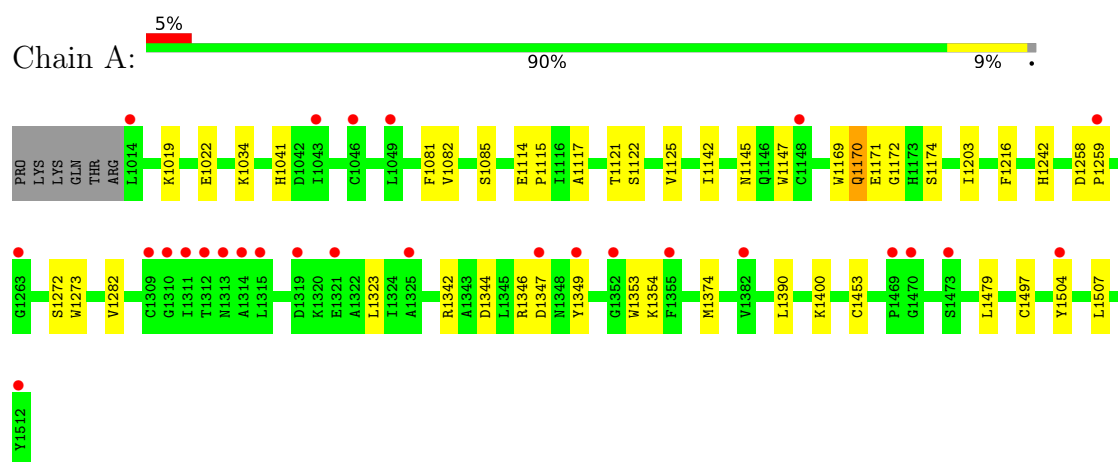 5%
Chain A:
90% 9% •
PRO LYS LYS GLN THR ARG L1014 K1019 E1022 K1034 H1041 D1042 I1043 C1046 L1049 F1081 V1082 S1085 E1114 P1115 I1116 A1117 T1121 S1122 V1125 I1142 N1145 Q1146 W1147 C1148 W1169 Q1170 E1171 G1172 H1173 S1174 I1203 F1216 H1242 D1258 P1259
G1263 S1272 W1273 V1282 C1309 G1310 I1311 T1312 N1313 A1314 L1315 D1319 K1320 E1321 A1322 L1323 I1324 A1325 R1342 A1343 D1344 L1345 R1346 D1347 N1348 Y1349 G1352 W1353 K1354 F1355 M1374 V1382 L1390 K1400 C1453 P1469 G1470 S1473 L1479 C1497 Y1504 L1507
Y1512